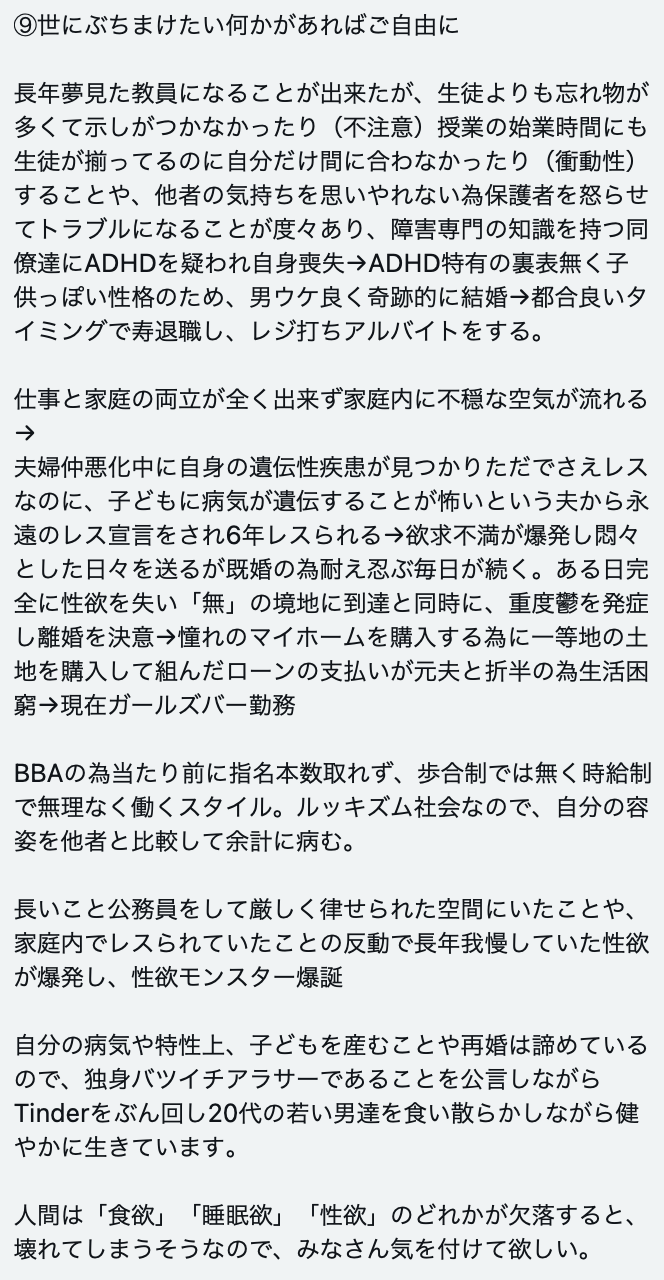 ⑨世にぶちまけたい何かがあればご自由に
長年夢見た教員になることが出来たが、生徒よりも忘れ物が
多くて示しがつかなかったり（不注意）授業の始業時間にも
生徒が揃ってるのに自分だけ間に合わなかったり（衝動性）
することや、他者の気持ちを思いやれない為保護者を怒らせ
てトラブルになることが度々あり、障害専門の知識を持つ同
僚達にADHDを疑われ自身喪失→ADHD特有の裏表無く子
供っぽい性格のため、男ウケ良く奇跡的に結婚→都合良いタ
イミングで寿退職し、レジ打ちアルバイトをする。
仕事と家庭の両立が全く出来ず家庭内に不穏な空気が流れる
→
夫婦仲悪化中に自身の遺伝性疾患が見つかりただでさえレス
なのに、子どもに病気が遺伝することが怖いという夫から永
遠のレス宣言をされ6年レスられる→欲求不満が爆発し悶々
とした日々を送るが既婚の為耐え忍ぶ毎日が続く。ある日完
全に性欲を失い「無」の境地に到達と同時に、重度鬱を発症
し離婚を決意→憧れのマイホームを購入する為に一等地の土
地を購入して組んだローンの支払いが元夫と折半の為生活困
窮→現在ガールズバー勤務
BBAの為当たり前に指名本数取れず、歩合制では無く時給制
で無理なく働くスタイル。ルッキズム社会なので、自分の容
姿を他者と比較して余計に病む。
長いこと公務員をして厳しく律せられた空間にいたことや、
家庭内でレスられていたことの反動で長年我慢していた性欲
が爆発し、性欲モンスター爆誕
自分の病気や特性上、子どもを産むことや再婚は諦めている
ので、独身バツイチアラサーであることを公言しながら
Tinderをぶん回し20代の若い男達を食い散らかしながら健
やかに生きています。
人間は「食欲」「睡眠欲」「性欲」のどれかが欠落すると、
壊れてしまうそうなので、みなさん気を付けて欲しい。